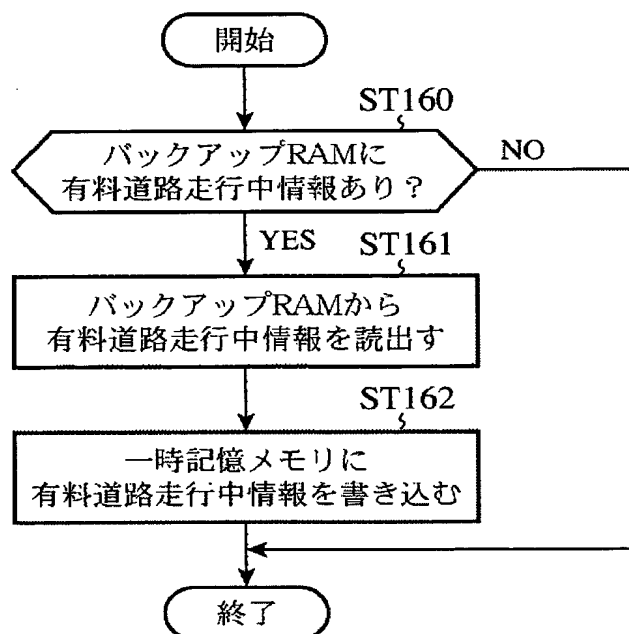 開始
ST160
バックアップRAMに
有料道路走行中情報あり？
NO
YES
ST161
バックアップRAMから
有料道路走行中情報を読出す
ST162
一時記憶メモリに
有料道路走行中情報を書き込む
終了